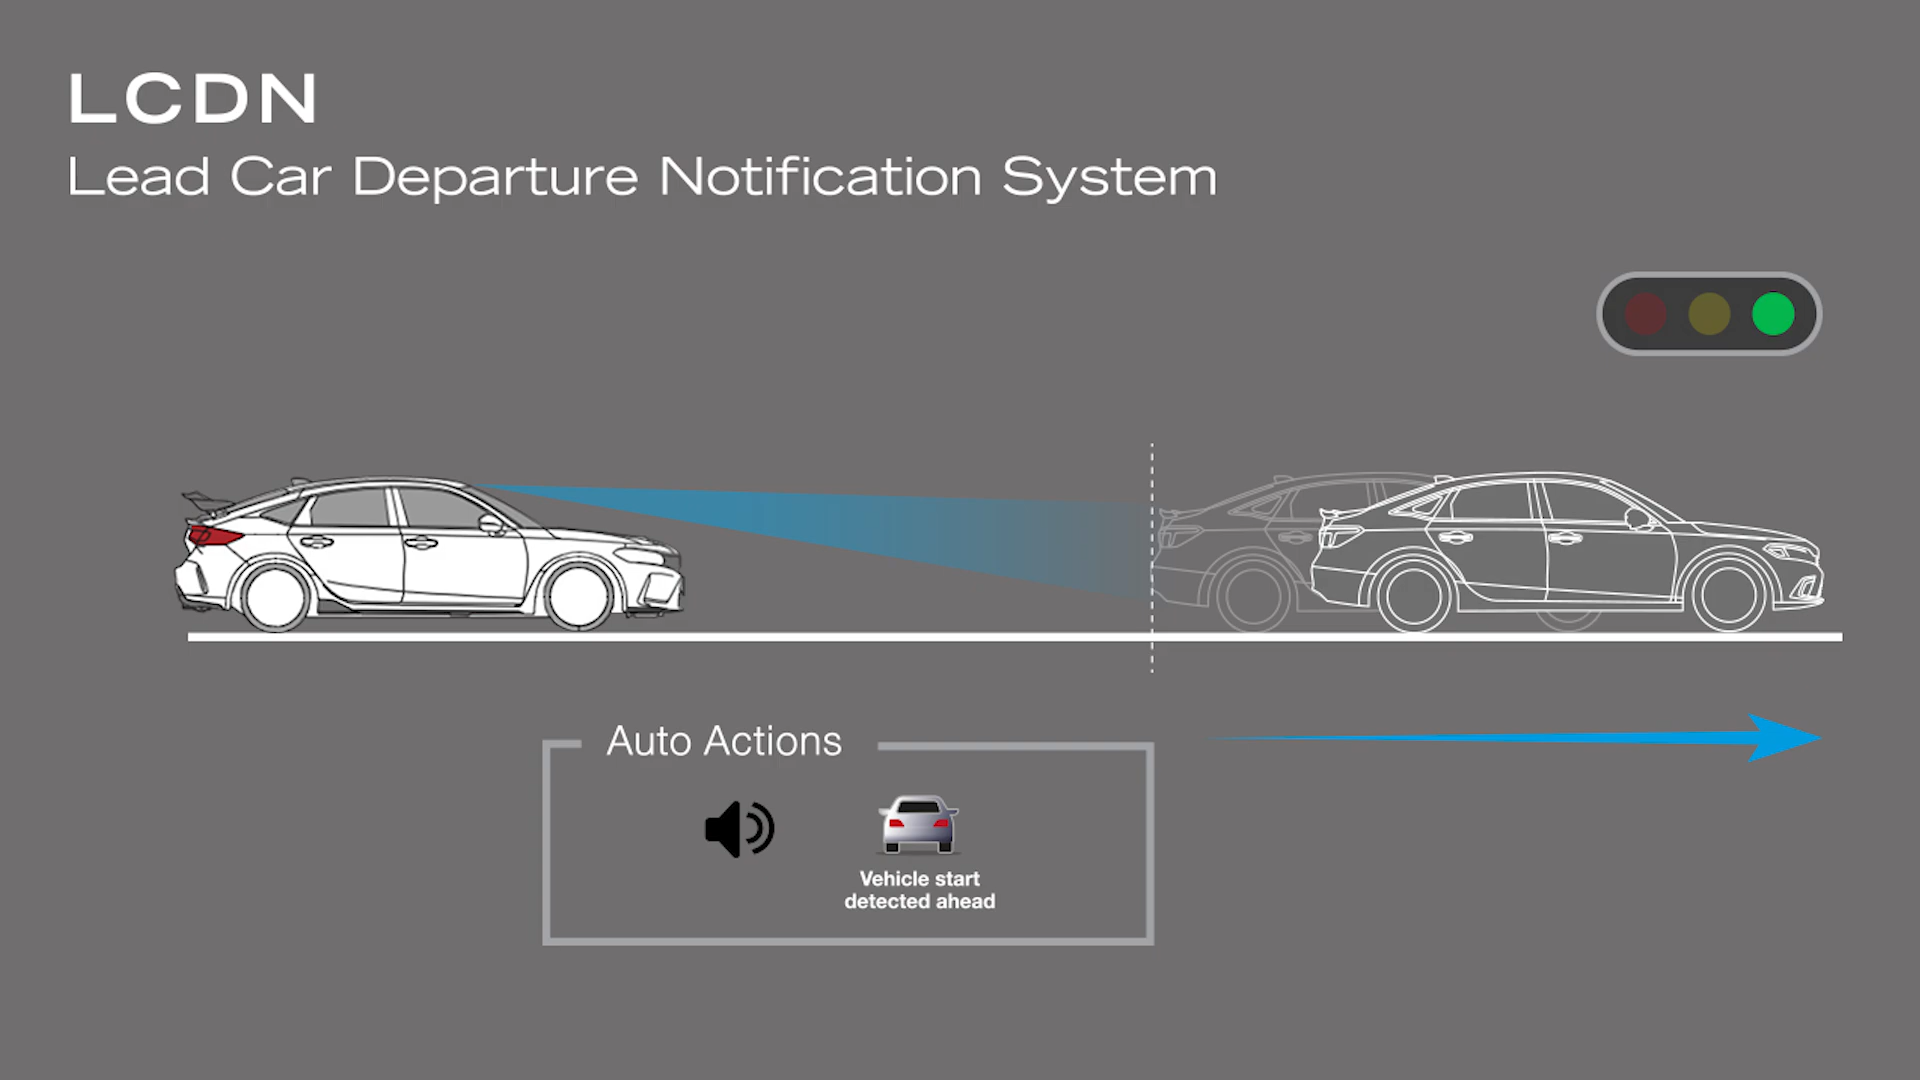 LCDN
Lead Car Departure Notification System
Auto Actions
Vehicle start
detected ahead